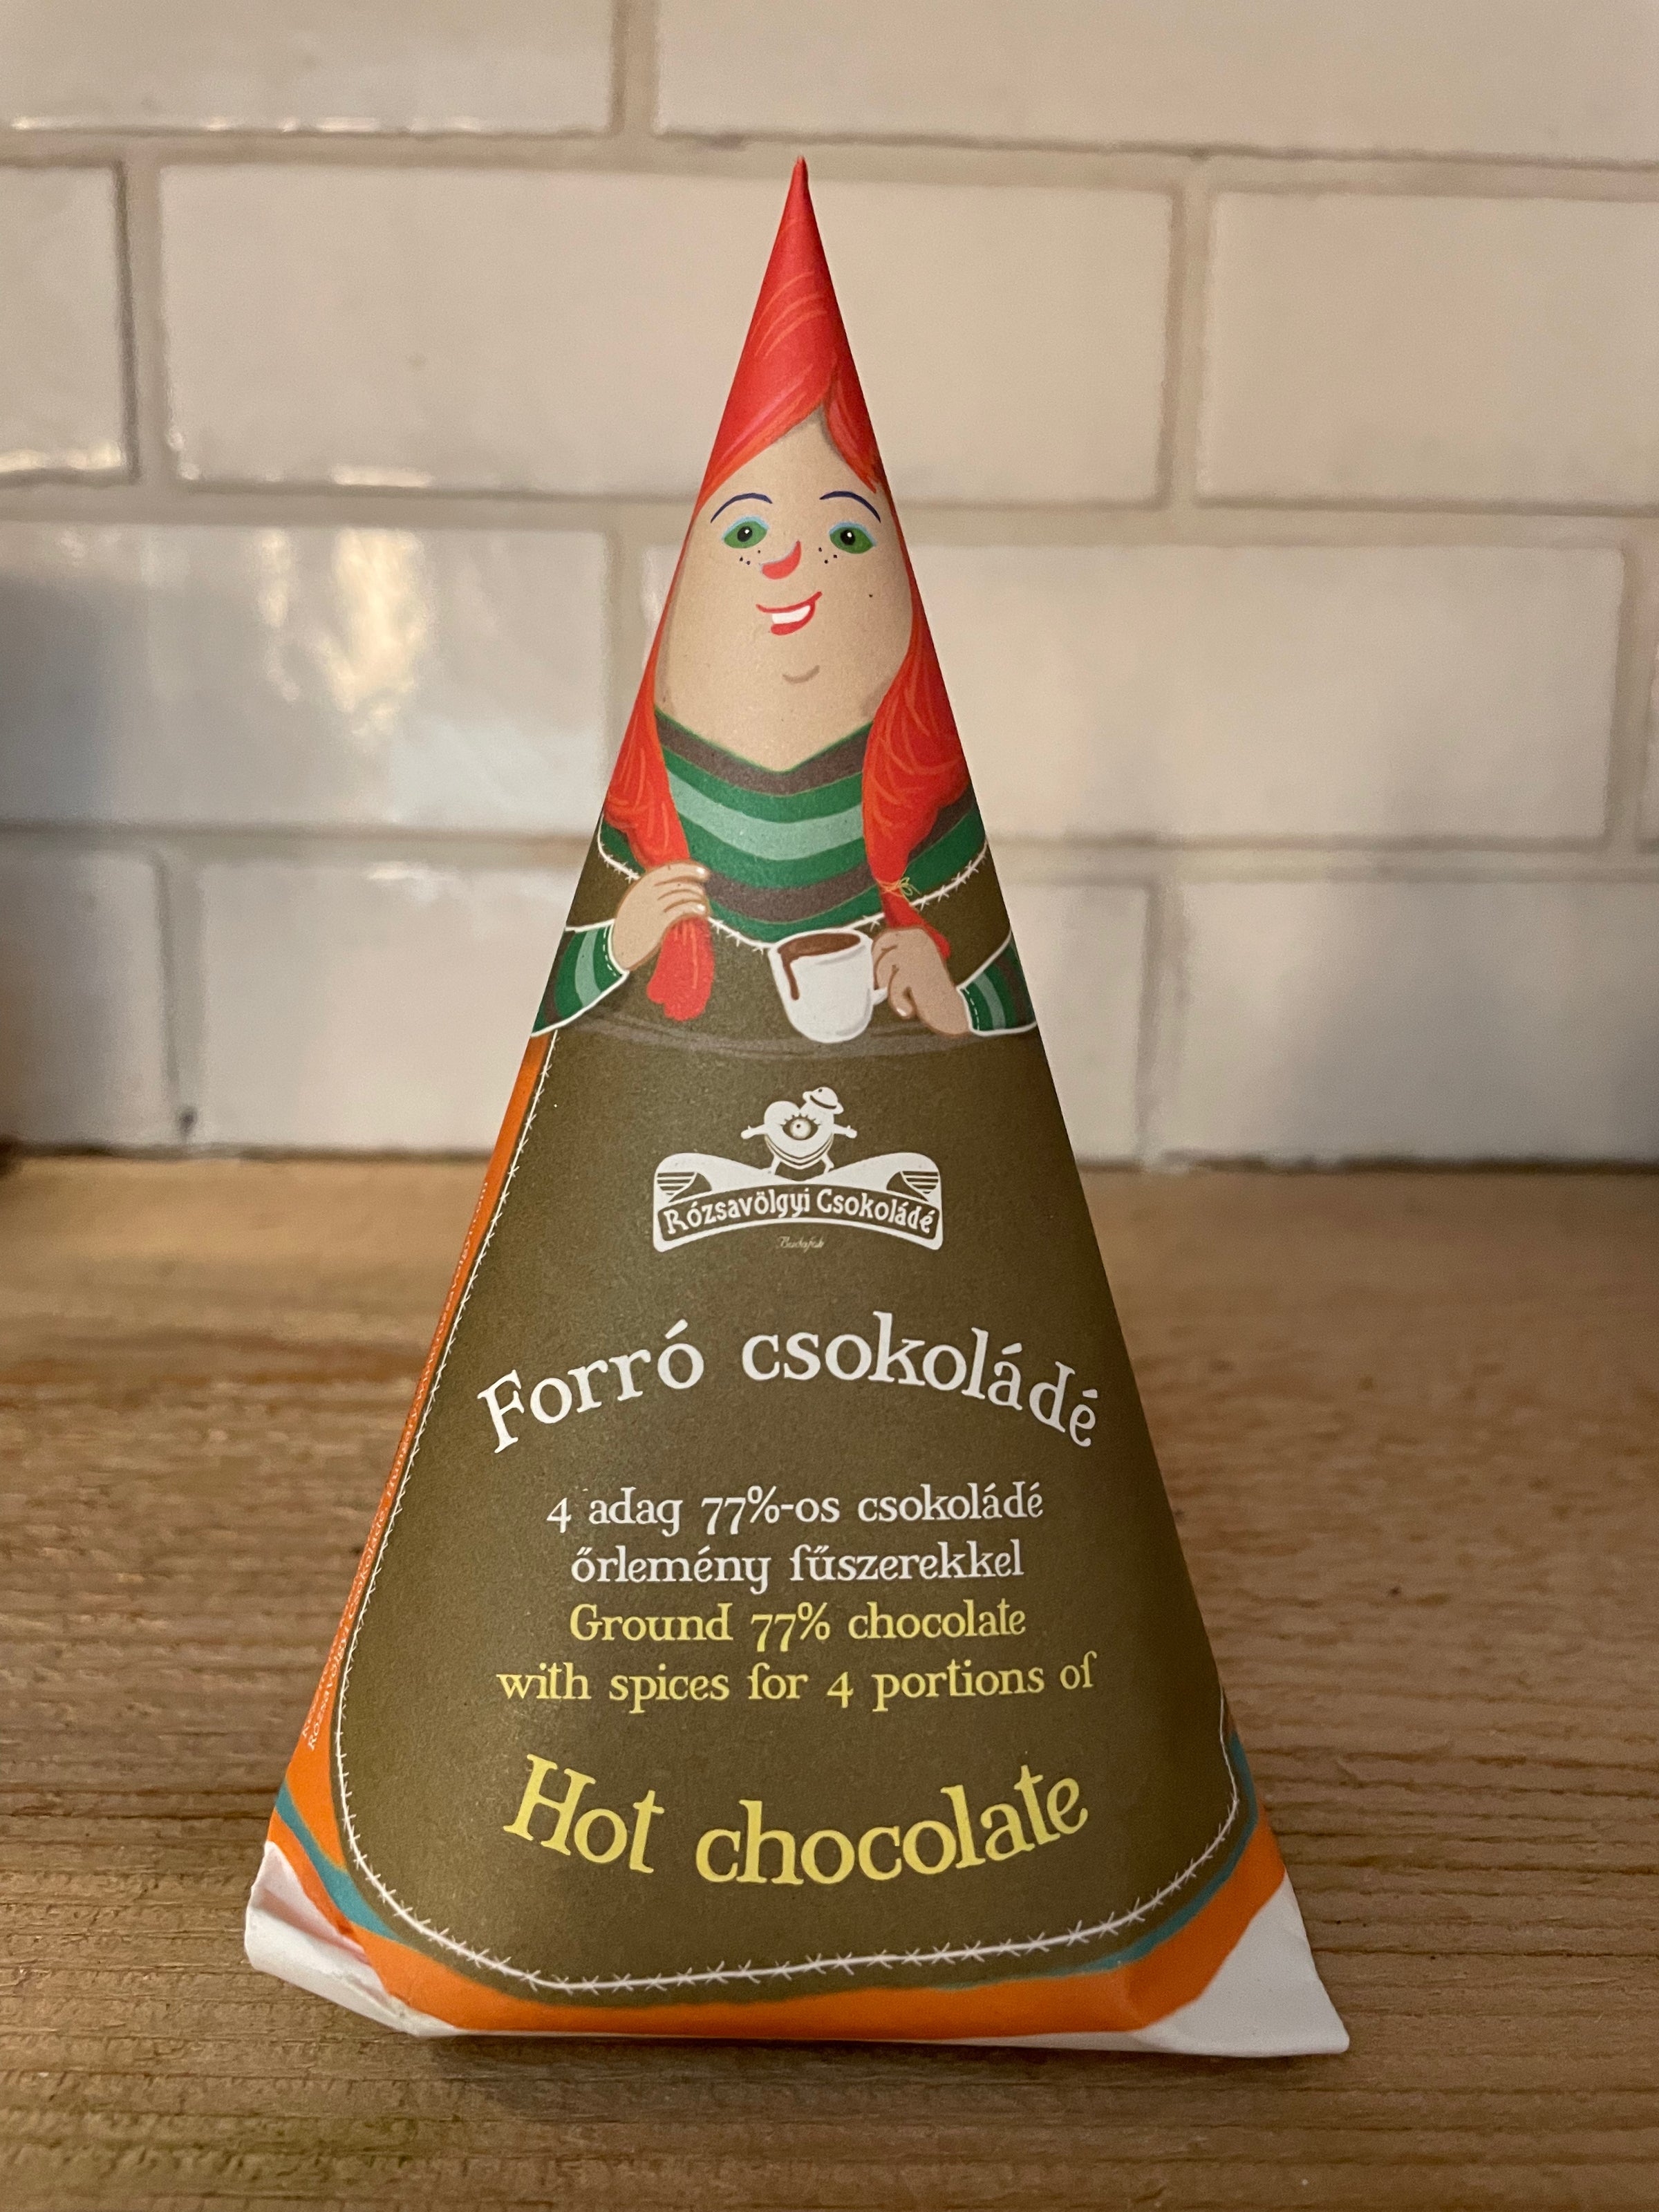 Rózsavölgyi Csokoládé
Budafok
Forró csokoládé
4 adag 77%-os csokoládé
őrlemény fűszerekkel
Ground 77% chocolate
with spices for 4 portions of
Hot chocolate